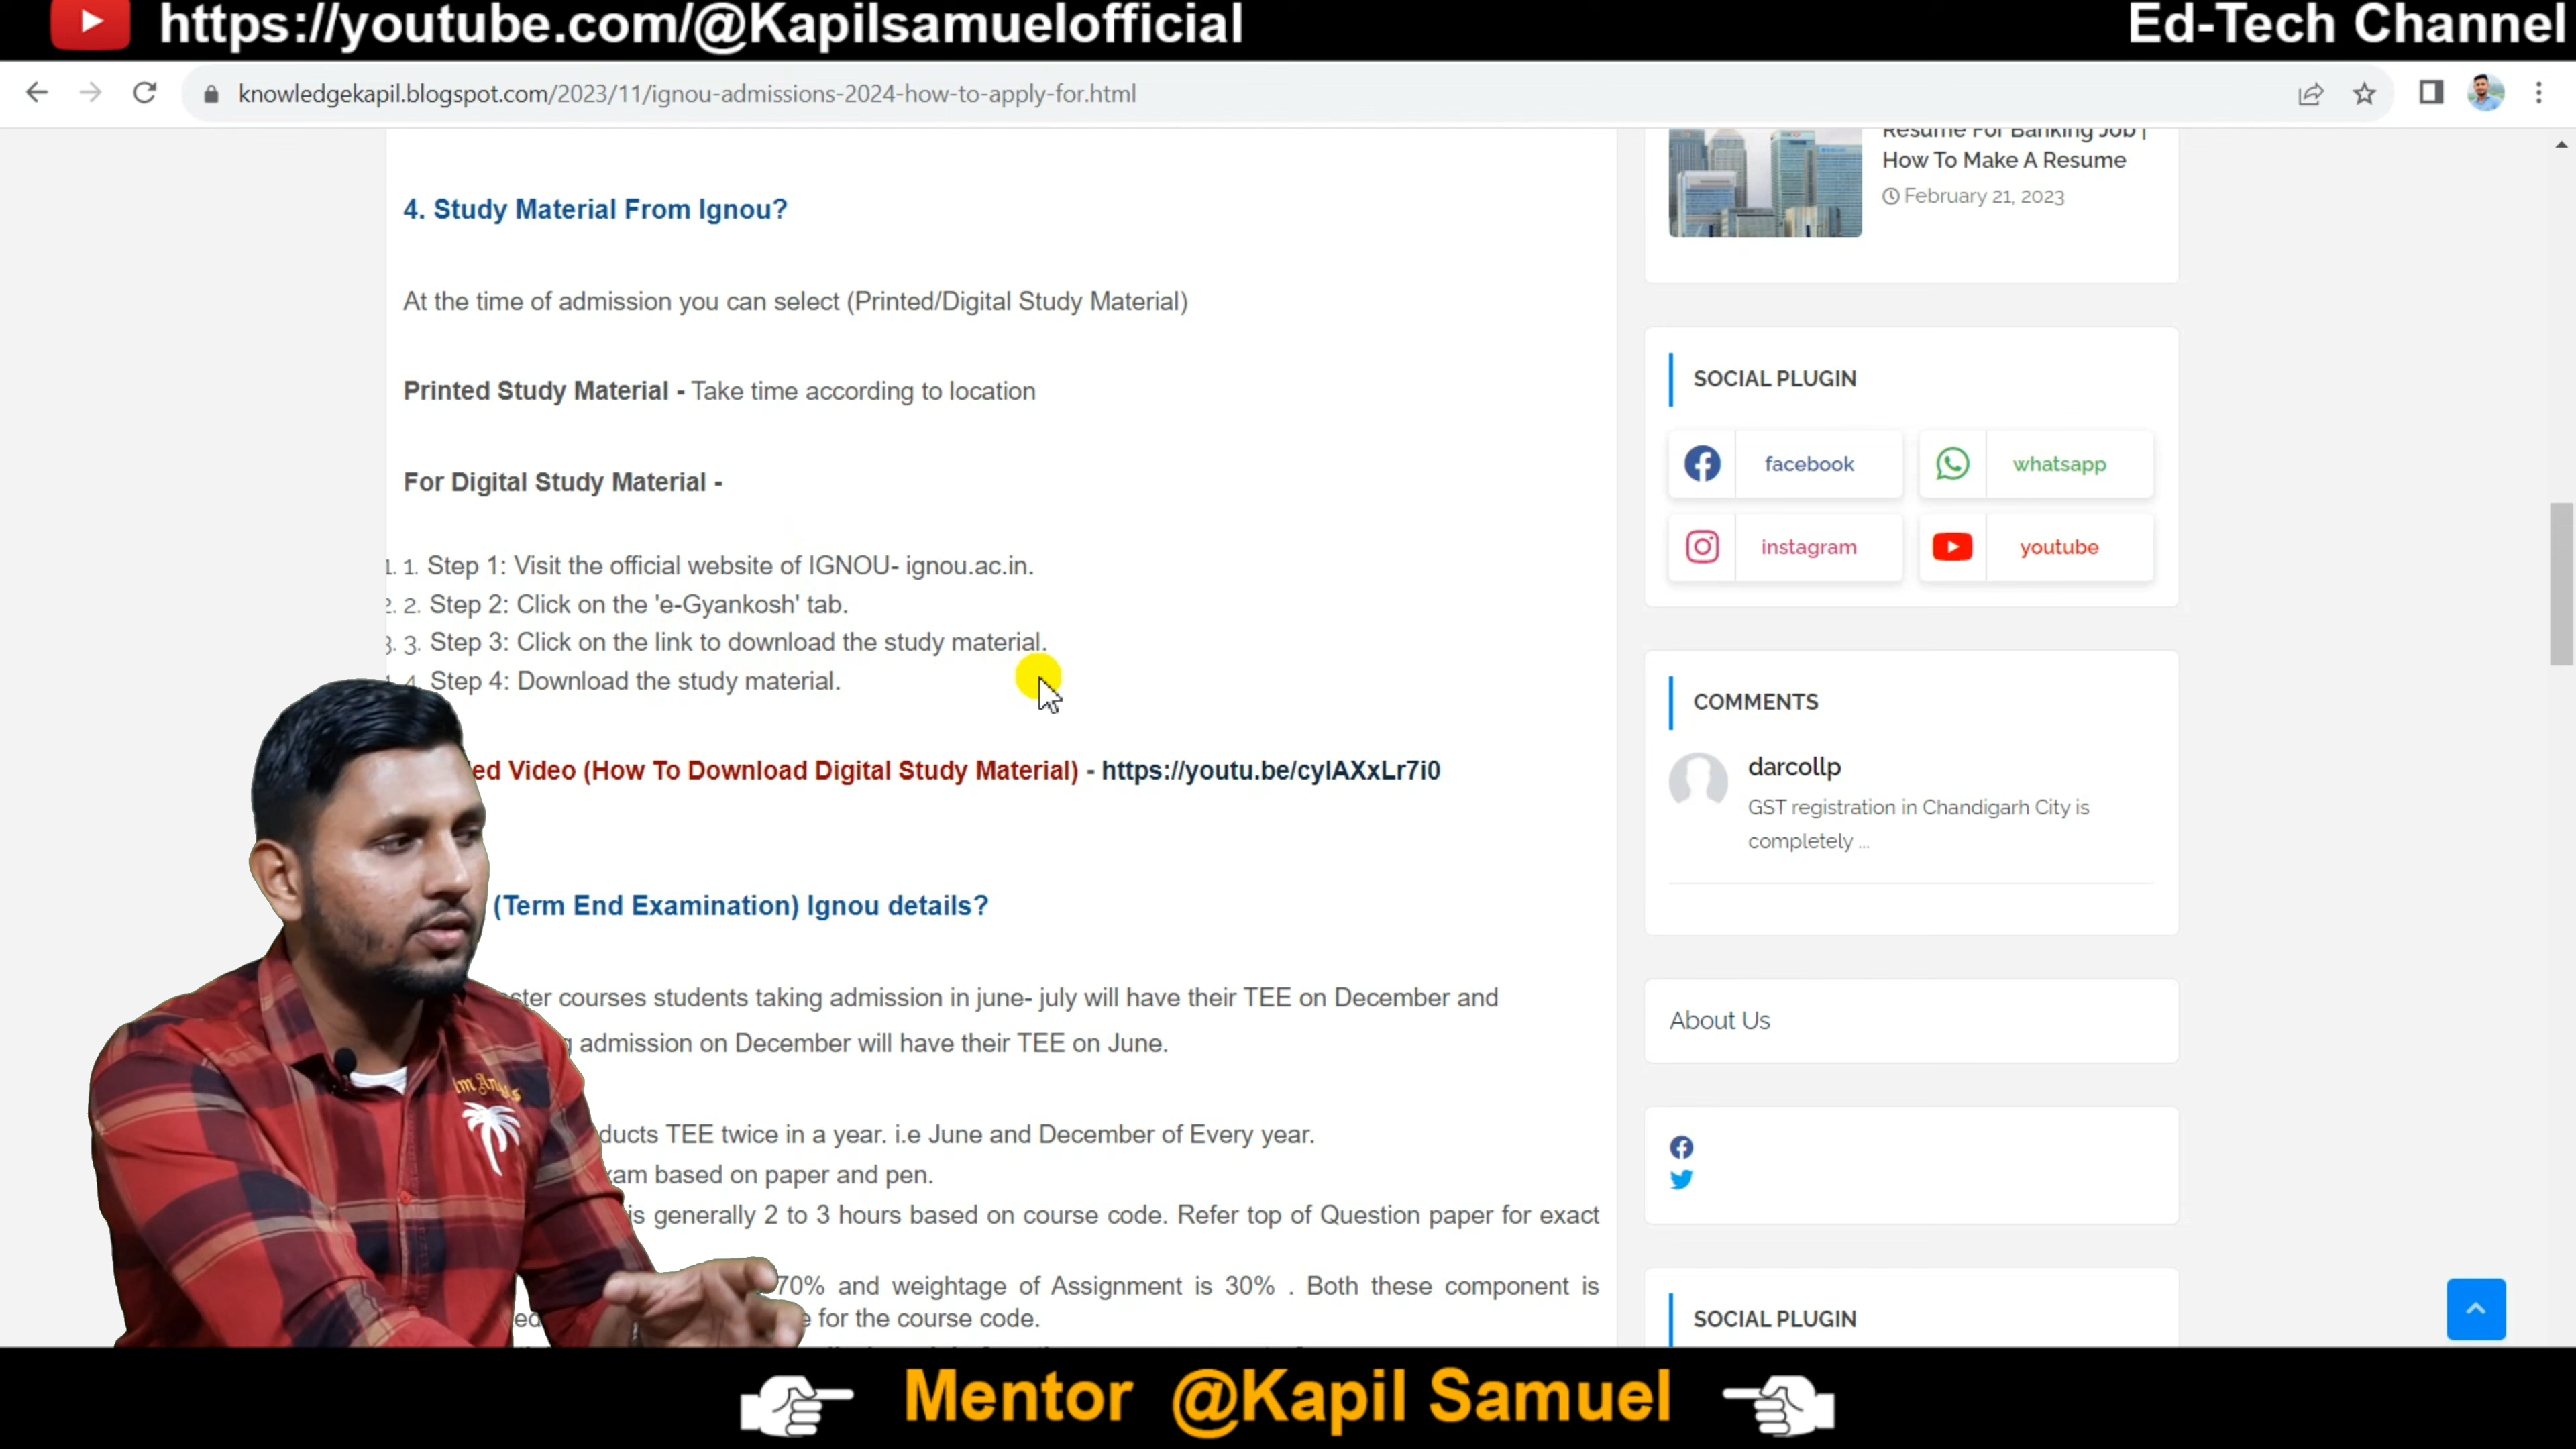 https://youtube.com/@Kapilsamuelofficial
Ed-Tech Channel
knowledgekapil.blogspot.com/2023/11/ignou-admissions-2024-how-to-apply-for.html
4. Study Material From Ignou?
At the time of admission you can select (Printed/Digital Study Material)
Printed Study Material - Take time according to location
For Digital Study Material -
1. 1. Step 1: Visit the official website of IGNOU- ignou.ac.in.
2. 2. Step 2: Click on the 'e-Gyankosh' tab.
3. 3. Step 3: Click on the link to download the study material.
4. Step 4: Download the study material.
Video (How To Download Digital Study Material) - https://youtu.be/cylAXxLr7i0
(Term End Examination) Ignou details?
courses students taking admission in june- july will have their TEE on December and
admission on December will have their TEE on June.
TEE twice in a year. i.e June and December of Every year.
based on paper and pen.
is generally 2 to 3 hours based on course code. Refer top of Question paper for exact
70% and weightage of Assignment is 30% . Both these component is
for the course code.
Resume For Banking Job |
How To Make A Resume
February 21, 2023
SOCIAL PLUGIN
facebook
whatsapp
instagram
youtube
COMMENTS
darcollp
GST registration in Chandigarh City is
completely ...
About Us
SOCIAL PLUGIN
Mentor @Kapil Samuel